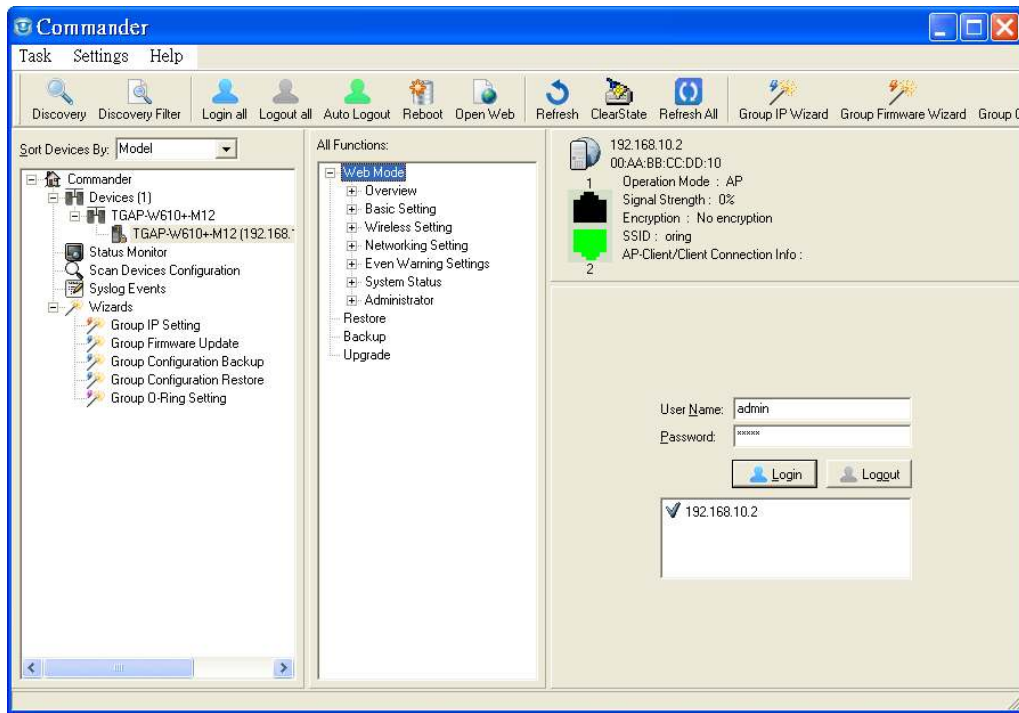 Commander
Task Settings Help
Discovery Discovery Filter Login all Logout all Auto Logout Reboot Open Web Refresh ClearState Refresh All Group IP Wizard Group Firmware Wizard Group
Sort Devices By: Model
Commander
Devices (1)
TGAP-W610+-M12
TGAP-W610+-M12 (192.168.
Status Monitor
Scan Devices Configuration
Syslog Events
Wizards
Group IP Setting
Group Firmware Update
Group Configuration Backup
Group Configuration Restore
Group O-Ring Setting
All Functions:
Web Mode
Overview
Basic Setting
Wireless Setting
Networking Setting
Even Warning Settings
System Status
Administrator
Restore
Backup
Upgrade
192.168.10.2
00:AA:BB:CC:DD:10
1
Operation Mode : AP
Signal Strength : 0%
Encryption : No encryption
SSID : oring
AP-Client/Client Connection Info :
2
User Name: admin
Password: *****
Login Logout
192.168.10.2